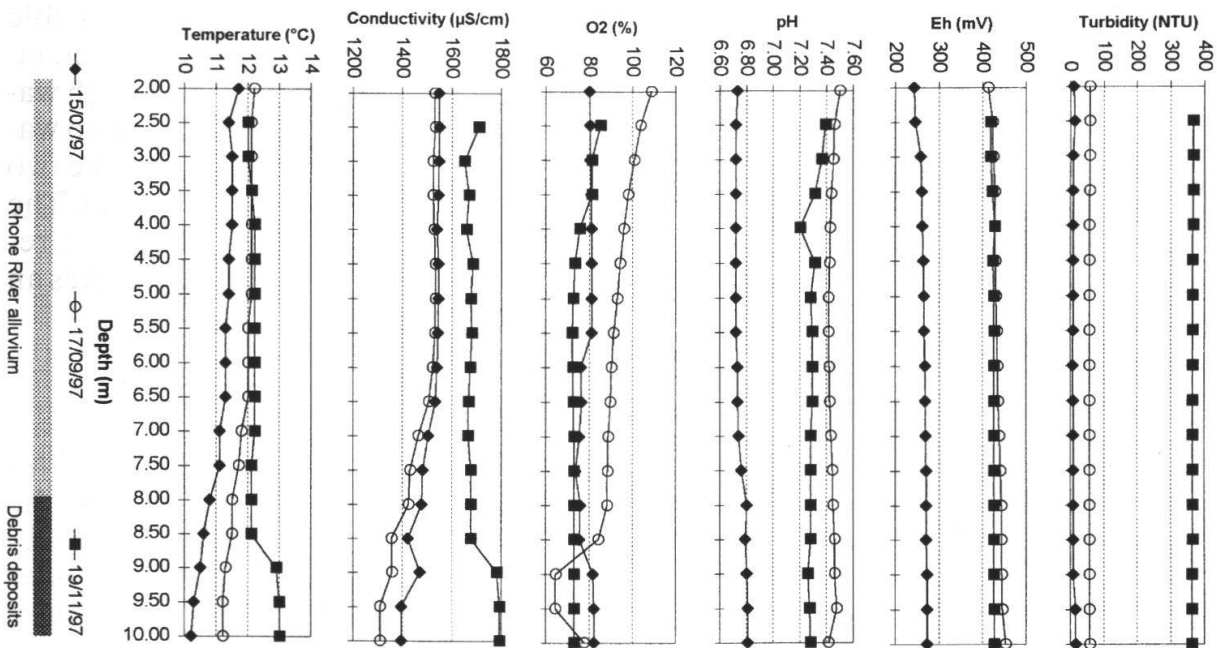 Temperature (°C)
10 11 12 13 14
Conductivity (µS/cm)
1200 1400 1600 1800
O2 (%)
60 80 100 120
pH
6.60 6.80 7.00 7.20 7.40 7.60
Eh (mV)
200 300 400 500
Turbidity (NTU)
0 100 200 300 400
2.00
2.50
3.00
3.50
4.00
4.50
5.00
5.50
6.00
6.50
7.00
7.50
8.00
8.50
9.00
9.50
10.00
Depth (m)
15/07/97
17/09/97
19/11/97
Rhone River alluvium
Debris deposits